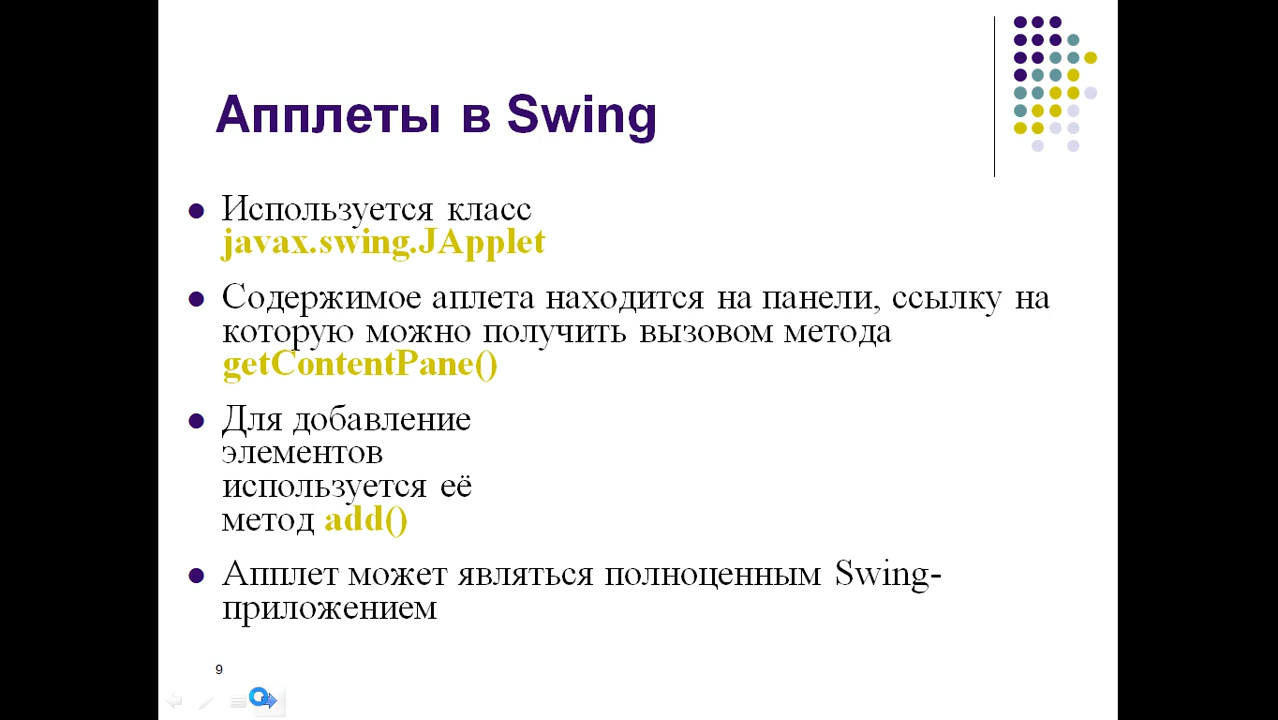 Апплеты в Swing
Используется класс
javax.swing.JApplet
Содержимое аплета находится на панели, ссылку на
которую можно получить вызовом метода
getContentPane()
Для добавление
элементов
используется её
метод add()
Апплет может являться полноценным Swing-
приложением
9